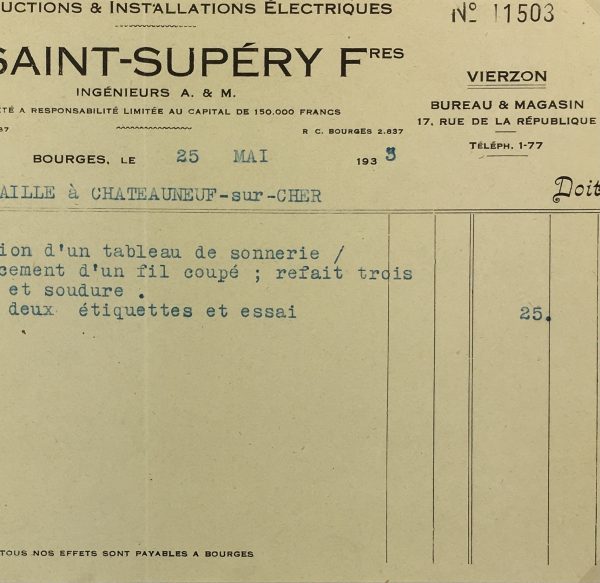 UCTIONS & INSTALLATIONS ÉLECTRIQUES
Nº 11503
SAINT-SUPÉRY FRES
INGÉNIEURS A. & M.
VIERZON
ÉTÉ A RESPONSABILITÉ LIMITÉE AU CAPITAL DE 150.000 FRANCS
BUREAU & MAGASIN
17, RUE DE LA RÉPUBLIQUE
37 R C. BOURGES 2.837
TÉLÉPH. 1-77
BOURGES, LE 25 MAI 1933
AILLE à CHATEAUNEUF-sur-CHER Doit
ion d'un tableau de sonnerie /
cement d'un fil coupé ; refait trois
et soudure .
deux étiquettes et essai 25.
TOUS NOS EFFETS SONT PAYABLES A BOURGES